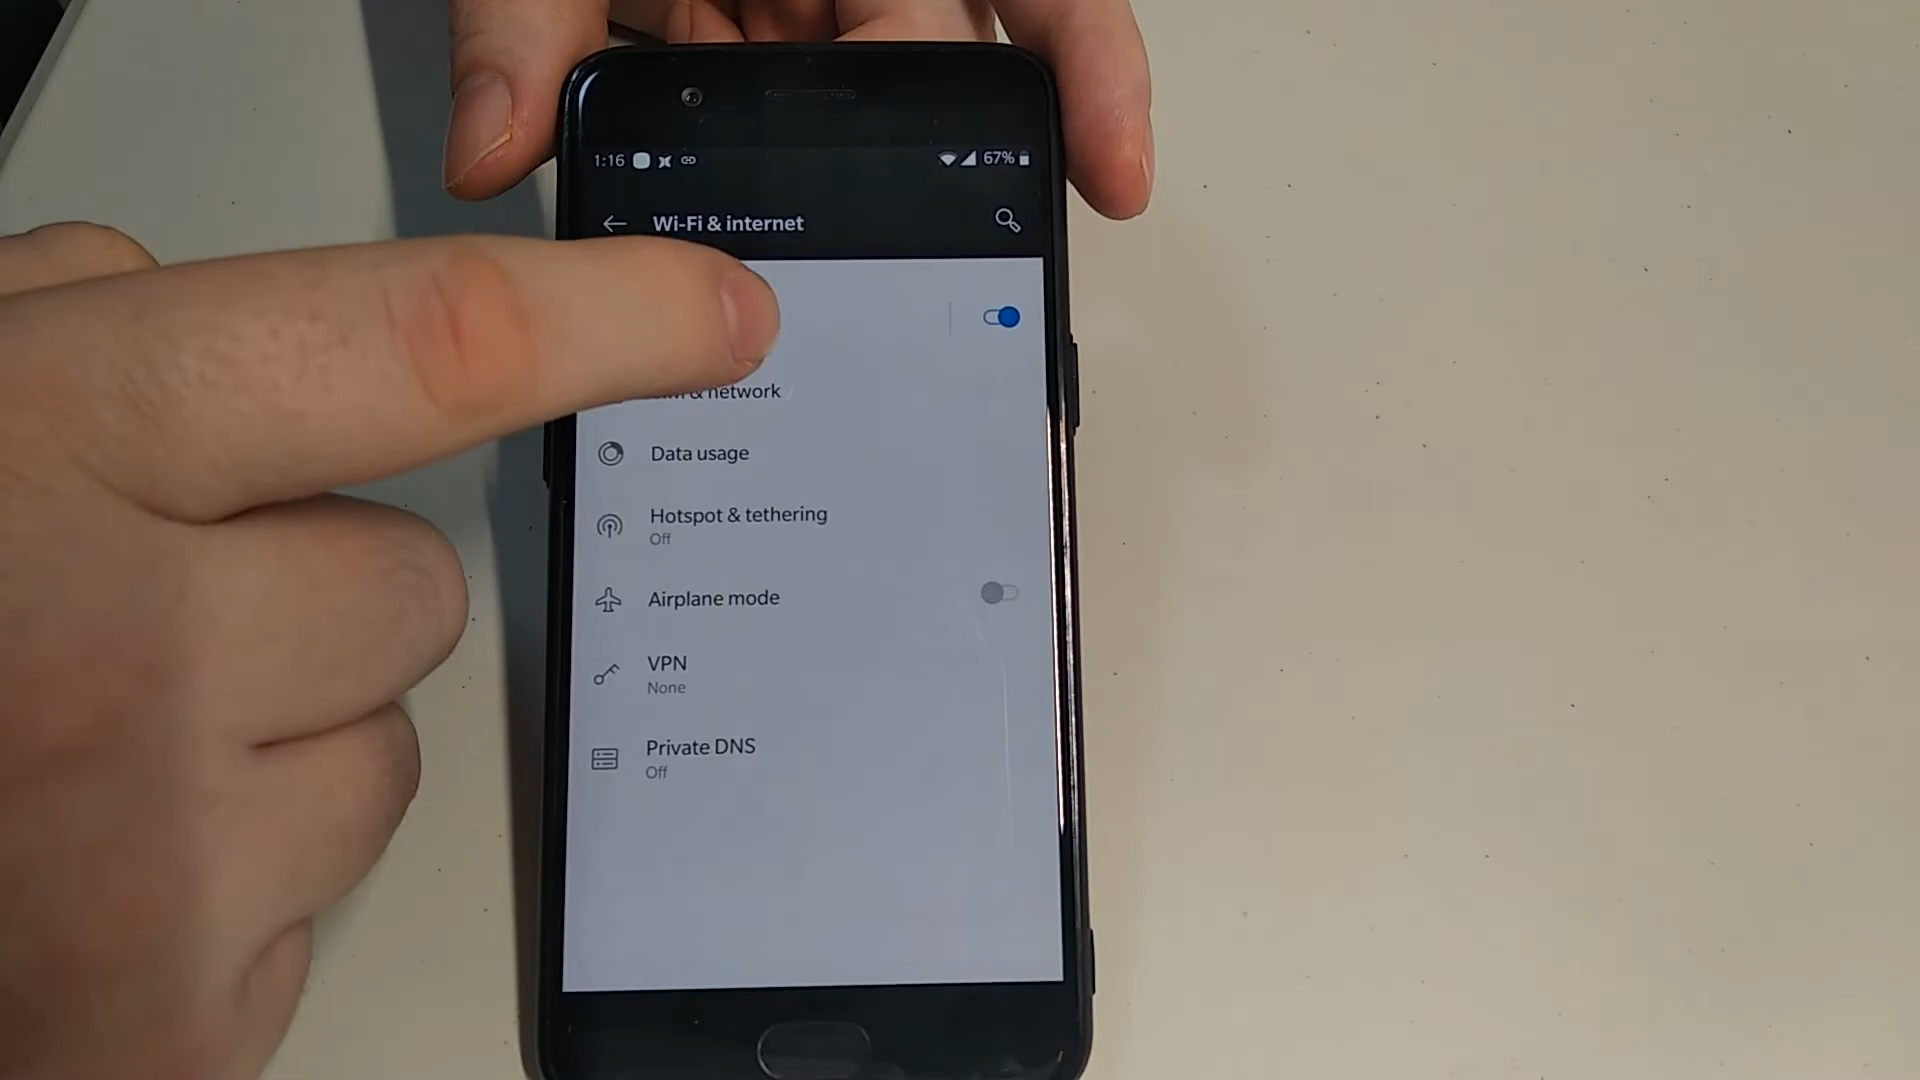 1:16 67%
Wi-Fi & internet
& network
Data usage
Hotspot & tethering
Off
Airplane mode
VPN
None
Private DNS
Off